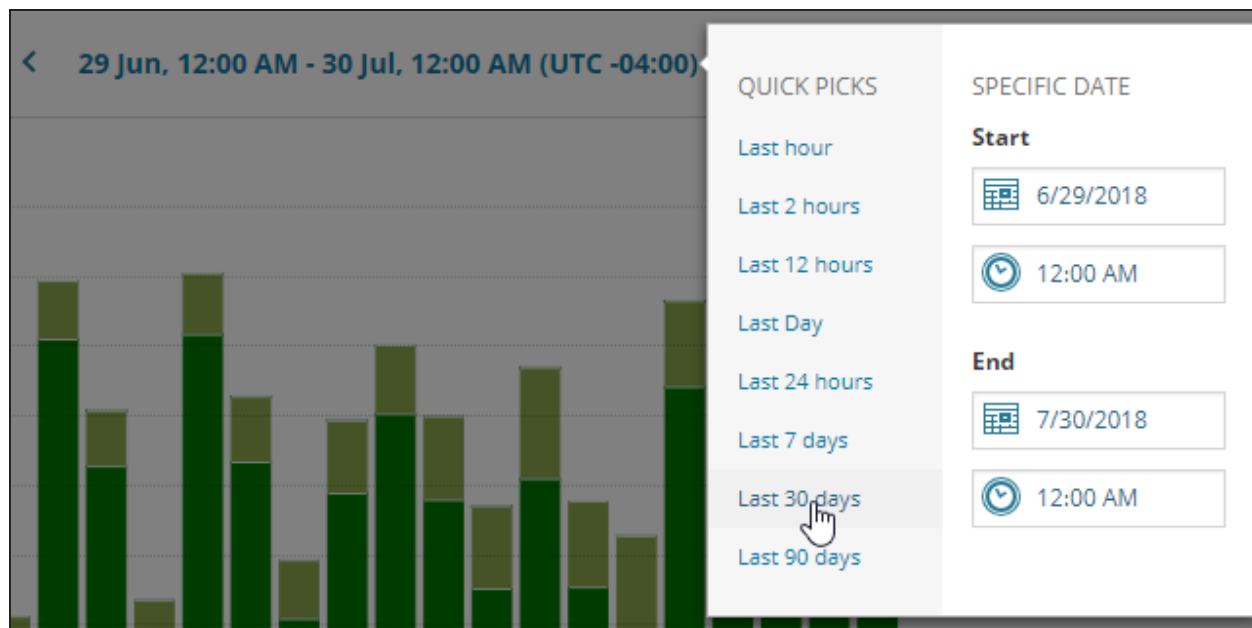 29 Jun, 12:00 AM - 30 Jul, 12:00 AM (UTC -04:00)
QUICK PICKS
Last hour
Last 2 hours
Last 12 hours
Last Day
Last 24 hours
Last 7 days
Last 30 days
Last 90 days
SPECIFIC DATE
Start
6/29/2018
12:00 AM
End
7/30/2018
12:00 AM